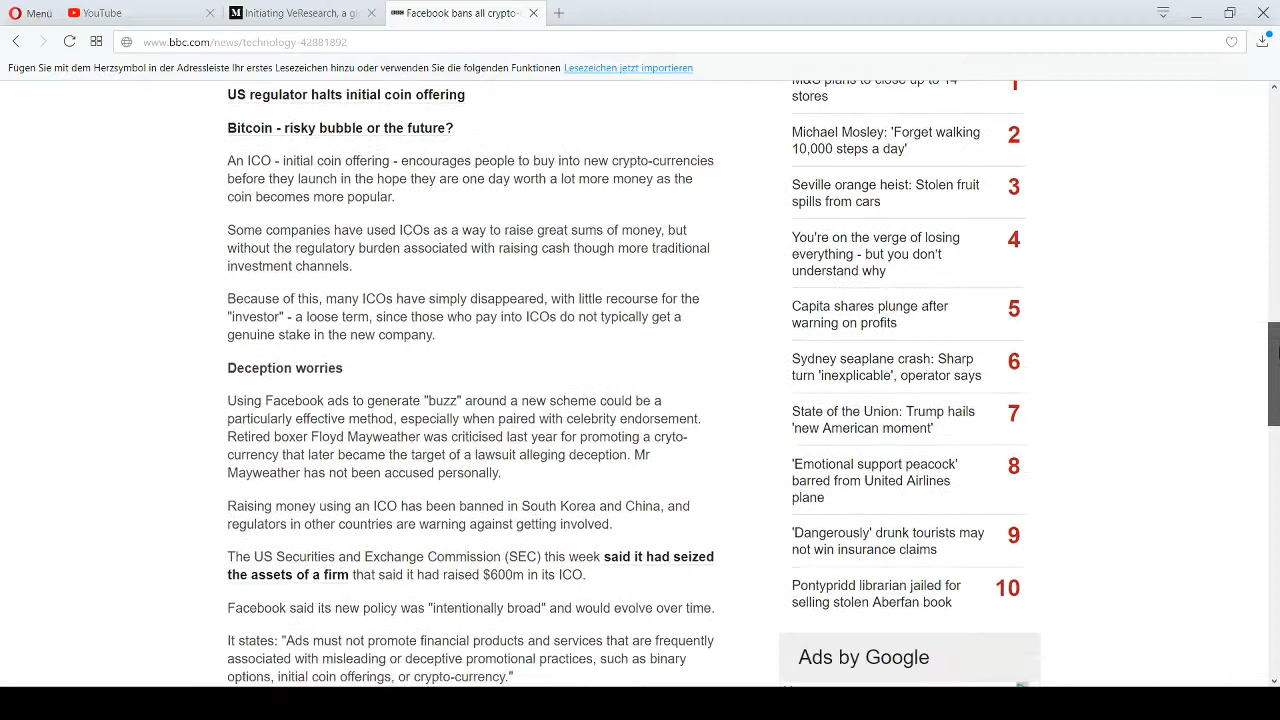 Menü
YouTube
Initiating VeResearch, a gi
Facebook bans all crypto-
www.bbc.com/news/technology-42881892
Fügen Sie mit dem Herzsymbol in der Adressleiste Ihr erstes Lesezeichen hinzu oder verwenden Sie die folgenden Funktionen Lesezeichen jetzt importieren
US regulator halts initial coin offering
Bitcoin - risky bubble or the future?
An ICO - initial coin offering - encourages people to buy into new crypto-currencies
before they launch in the hope they are one day worth a lot more money as the
coin becomes more popular.
Some companies have used ICOs as a way to raise great sums of money, but
without the regulatory burden associated with raising cash though more traditional
investment channels.
Because of this, many ICOs have simply disappeared, with little recourse for the
"investor" - a loose term, since those who pay into ICOs do not typically get a
genuine stake in the new company.
Deception worries
Using Facebook ads to generate "buzz" around a new scheme could be a
particularly effective method, especially when paired with celebrity endorsement.
Retired boxer Floyd Mayweather was criticised last year for promoting a cryto-
currency that later became the target of a lawsuit alleging deception. Mr
Mayweather has not been accused personally.
Raising money using an ICO has been banned in South Korea and China, and
regulators in other countries are warning against getting involved.
The US Securities and Exchange Commission (SEC) this week said it had seized
the assets of a firm that said it had raised $600m in its ICO.
Facebook said its new policy was "intentionally broad" and would evolve over time.
It states: "Ads must not promote financial products and services that are frequently
associated with misleading or deceptive promotional practices, such as binary
options, initial coin offerings, or crypto-currency."
M&S plans to close up to 14
stores
1
Michael Mosley: 'Forget walking
10,000 steps a day'
2
Seville orange heist: Stolen fruit
spills from cars
3
You're on the verge of losing
everything - but you don't
understand why
4
Capita shares plunge after
warning on profits
5
Sydney seaplane crash: Sharp
turn 'inexplicable', operator says
6
State of the Union: Trump hails
'new American moment'
7
'Emotional support peacock'
barred from United Airlines
plane
8
'Dangerously' drunk tourists may
not win insurance claims
9
Pontypridd librarian jailed for
selling stolen Aberfan book
10
Ads by Google